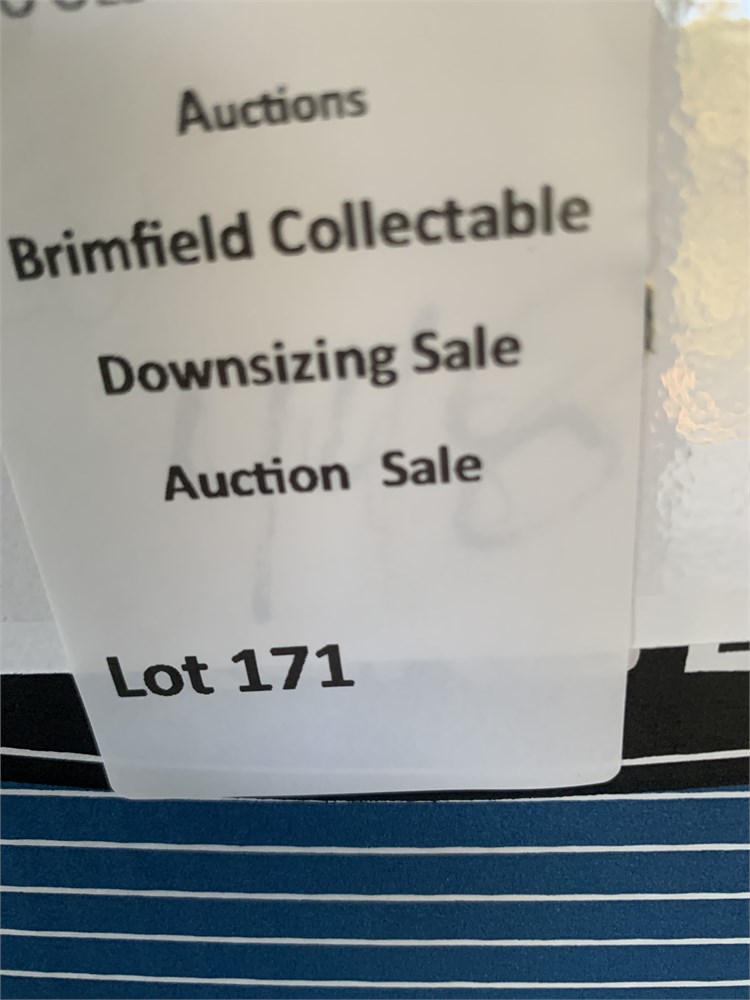 Auctions
Brimfield Collectable
Downsizing Sale
Auction Sale
Lot 171